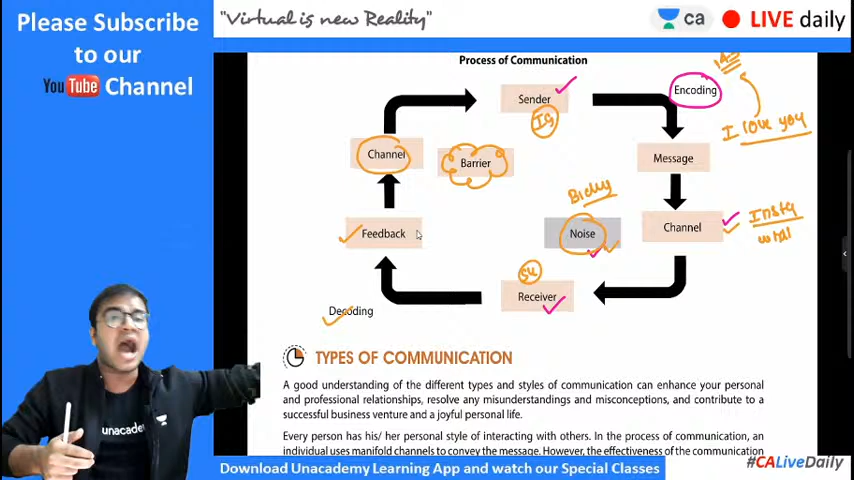 Please Subscribe
to our
YouTube Channel
"Virtual is new Reality"
ca
LIVE daily
Process of Communication
Sender
Encoding
I love you
Channel
Barrier
Message
Feedback
Noise
Channel
Insta
Receiver
Decoding
TYPES OF COMMUNICATION
A good understanding of the different types and styles of communication can enhance your personal
and professional relationships, resolve any misunderstandings and misconceptions, and contribute to a
successful business venture and a joyful personal life.
Every person has his/ her personal style of interacting with others. In the process of communication, an
individual uses manifold channels to convey the message. However, the effectiveness of the communication
unacademy
Download Unacademy Learning App and watch our Special Classes
#CALiveDaily